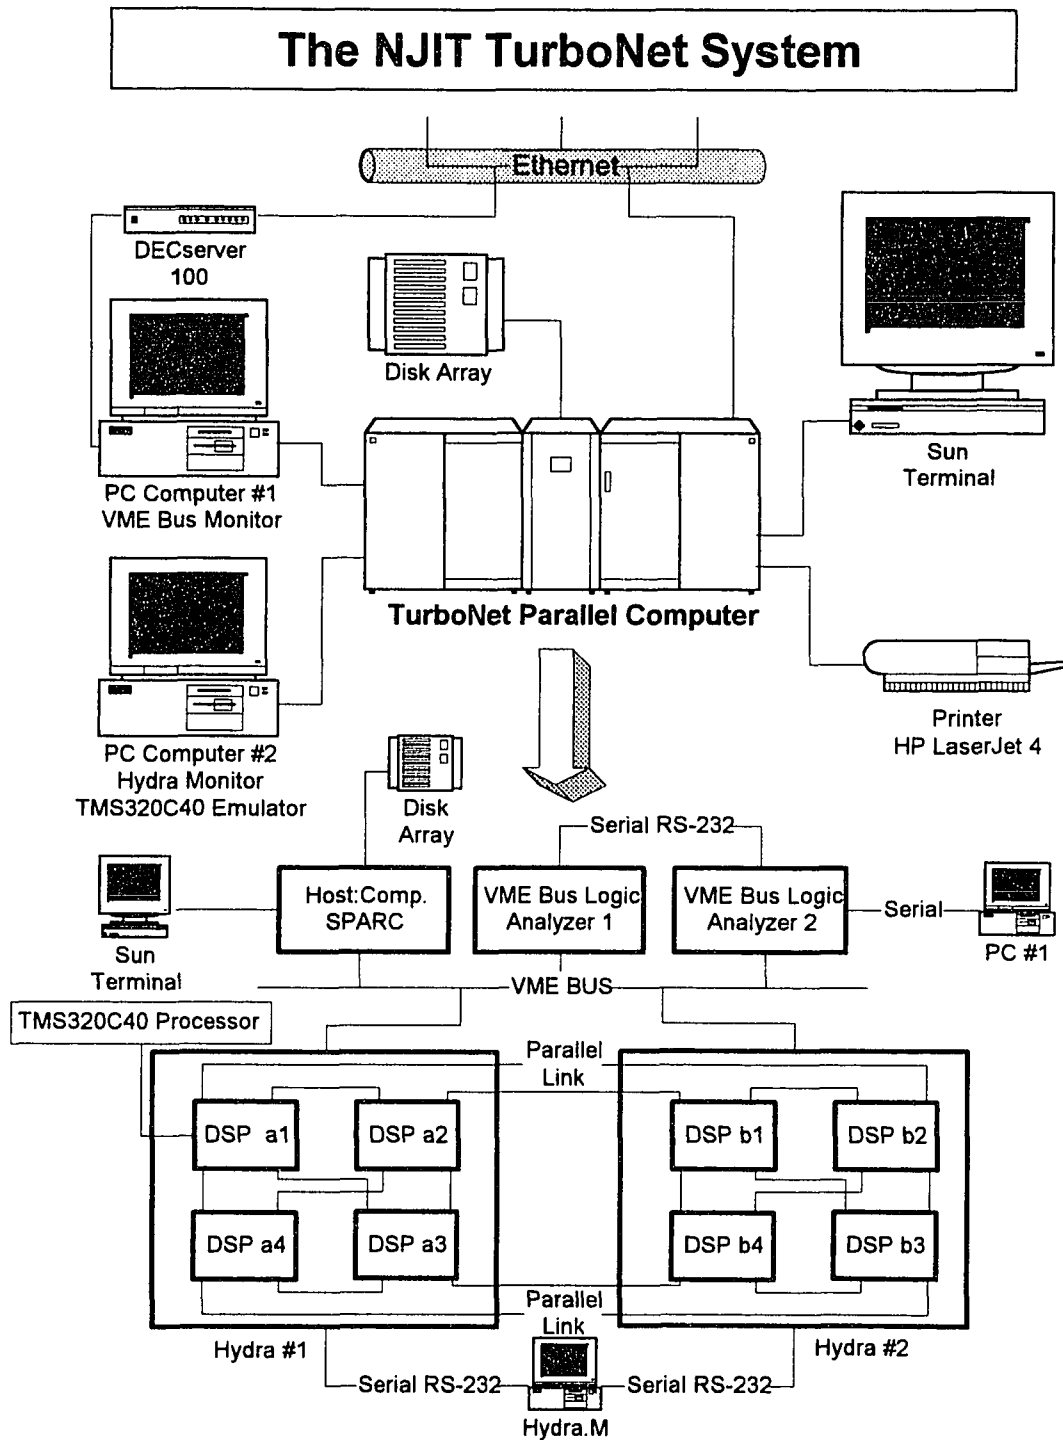 The NJIT TurboNet System
Ethernet
DECserver
100
Disk Array
Sun
Terminal
PC Computer #1
VME Bus Monitor
TurboNet Parallel Computer
PC Computer #2
Hydra Monitor
TMS320C40 Emulator
Printer
HP LaserJet 4
Disk
Array
Serial RS-232
Host:Comp.
SPARC
VME Bus Logic
Analyzer 1
VME Bus Logic
Analyzer 2
Serial
PC #1
Sun
Terminal
VME BUS
TMS320C40 Processor
Parallel
Link
DSP a1
DSP a2
DSP b1
DSP b2
DSP a4
DSP a3
DSP b4
DSP b3
Parallel
Link
Hydra #1
Hydra #2
Serial RS-232
Serial RS-232
Hydra.M